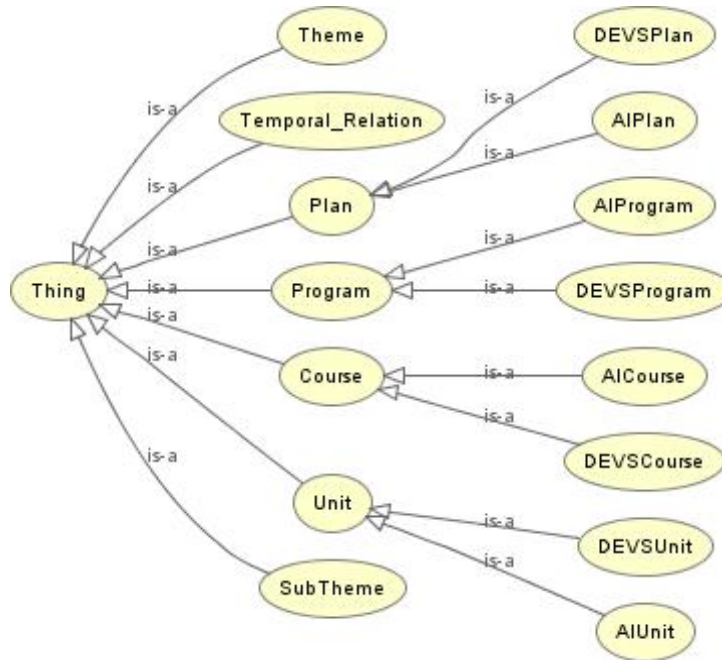 Theme
DEVSPlan
is-a
is-a
AIPlan
Temporal_Relation
is-a
is-a
Plan
AIProgram
is-a
is-a
Thing
is-a
Program
is-a
DEVSProgram
is-a
Course
is-a
AICourse
is-a
is-a
DEVSCourse
is-a
Unit
is-a
DEVSUnit
is-a
SubTheme
AIUnit